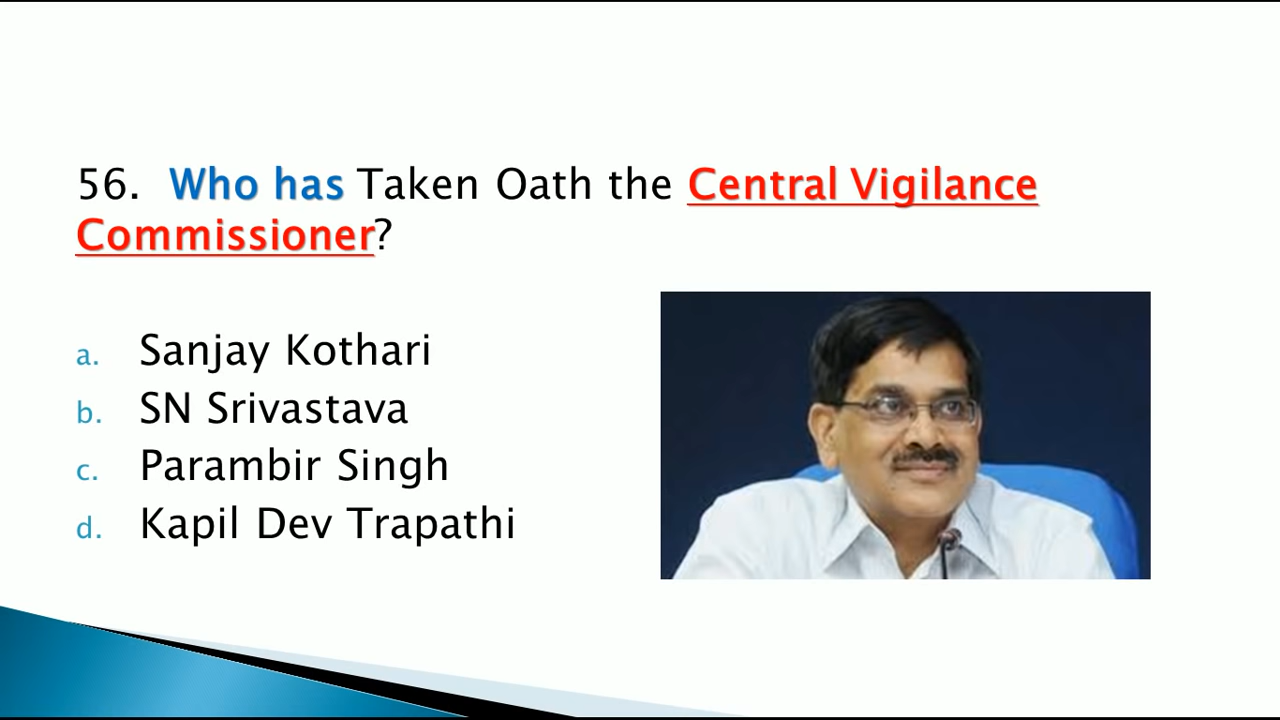 56. Who has Taken Oath the Central Vigilance
Commissioner?
a. Sanjay Kothari
b. SN Srivastava
c. Parambir Singh
d. Kapil Dev Trapathi